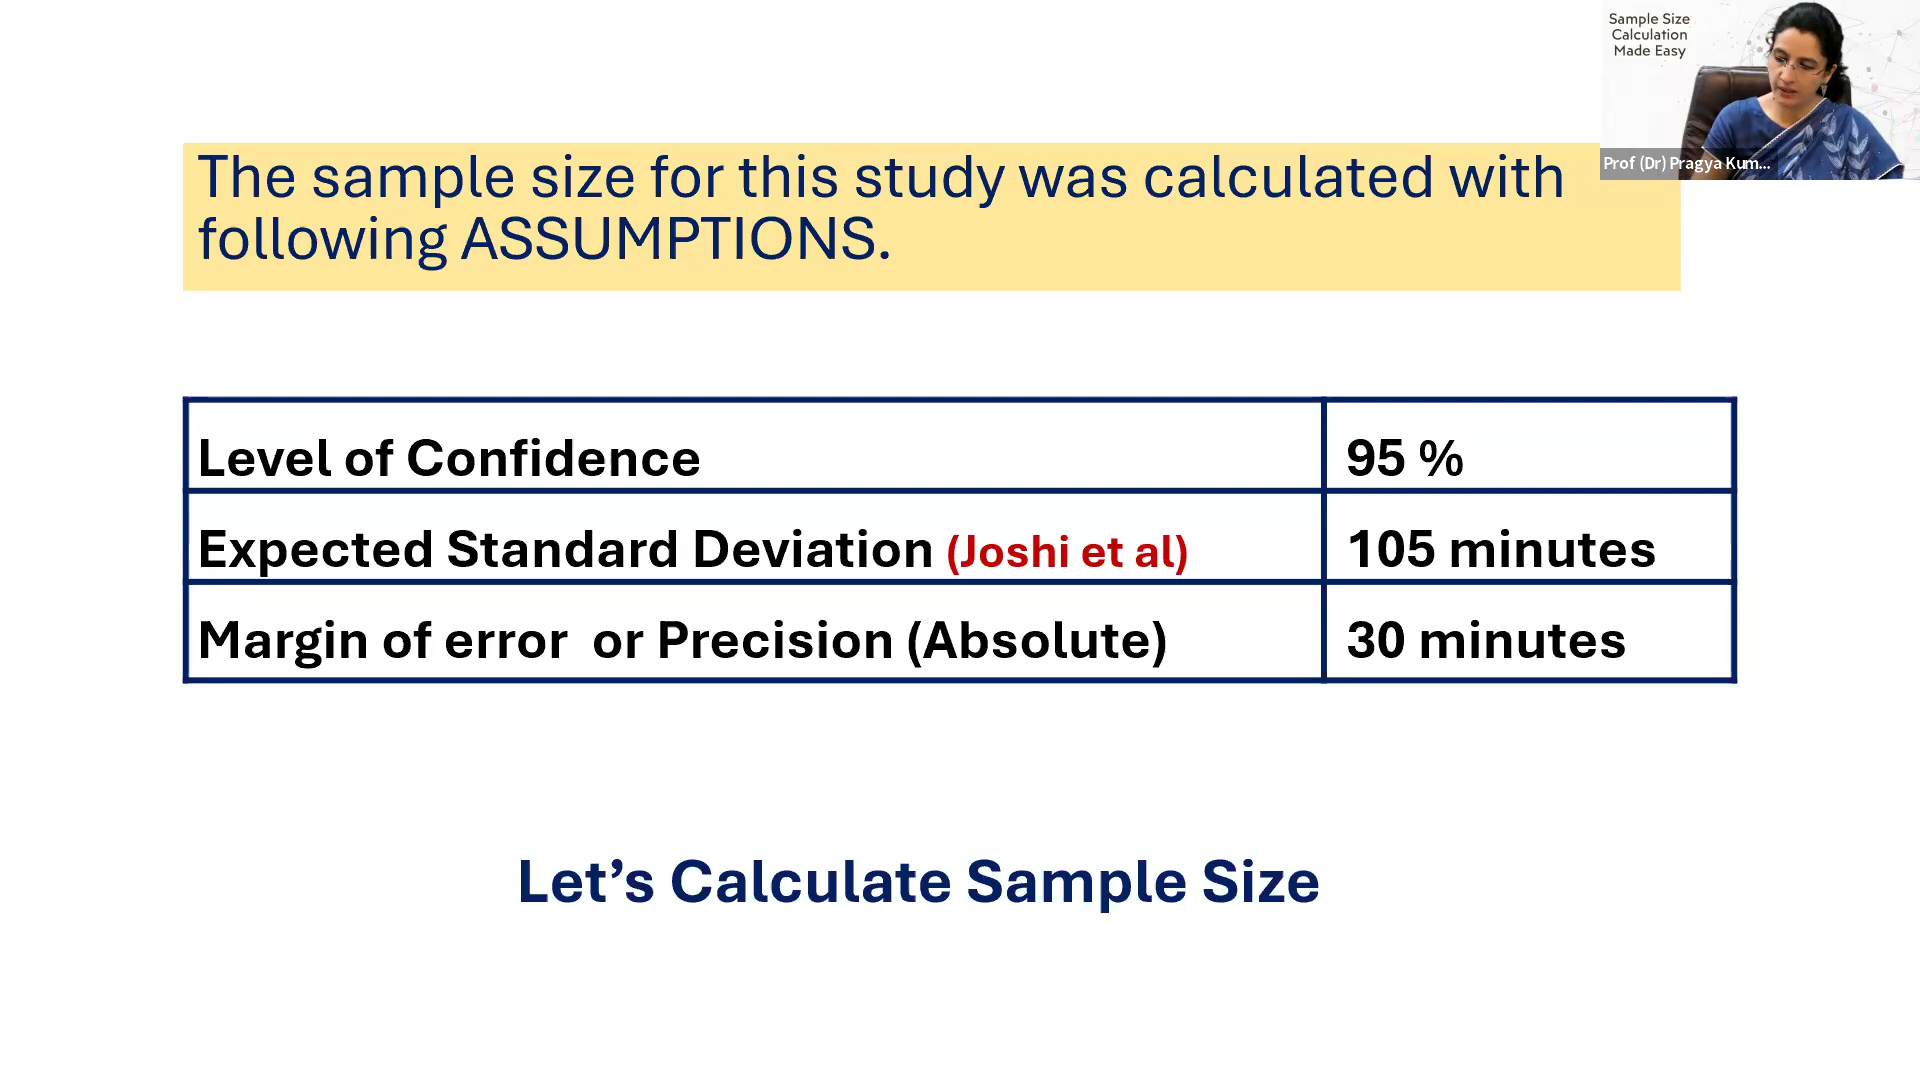 Sample Size
Calculation
Made Easy
Prof (Dr) Pragya Kum...
The sample size for this study was calculated with
following ASSUMPTIONS.
Level of Confidence 95 %
Expected Standard Deviation (Joshi et al) 105 minutes
Margin of error or Precision (Absolute) 30 minutes
Let’s Calculate Sample Size